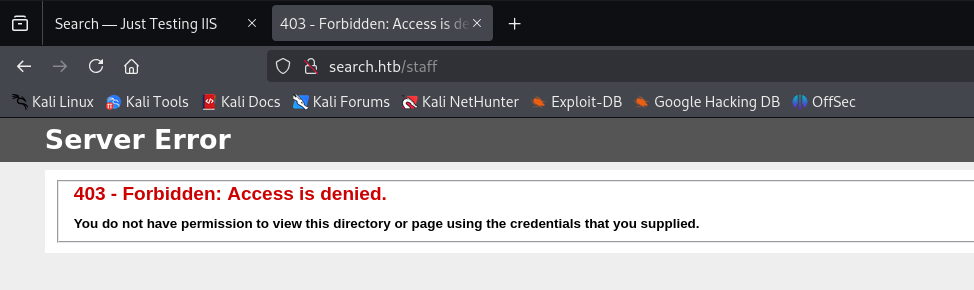 Search — Just Testing IIS
403 - Forbidden: Access is de
search.htb/staff
Kali Linux Kali Tools Kali Docs Kali Forums Kali NetHunter Exploit-DB Google Hacking DB OffSec
Server Error
403 - Forbidden: Access is denied.
You do not have permission to view this directory or page using the credentials that you supplied.